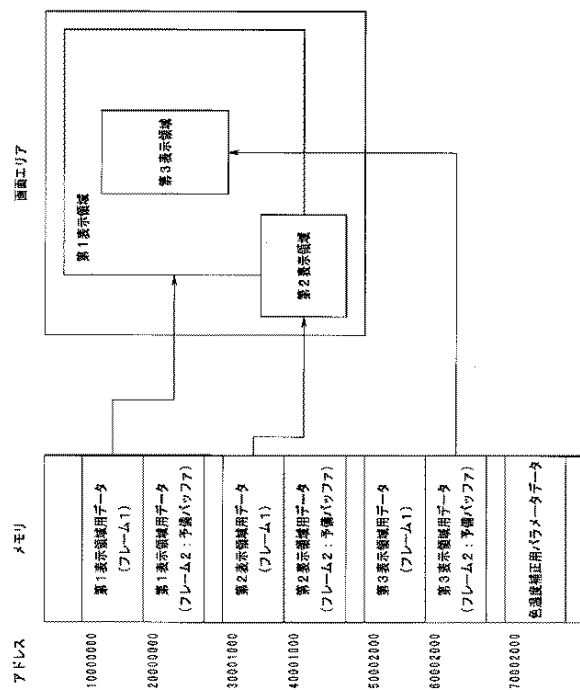 アドレス
メモリ
画面エリア
10000000
第1表示領域用データ
(フレーム1)
20000000
第1表示領域用データ
(フレーム2:予備バッファ)
30001000
第2表示領域用データ
(フレーム1)
40001000
第2表示領域用データ
(フレーム2:予備バッファ)
50002000
第3表示領域用データ
(フレーム1)
60002000
第3表示領域用データ
(フレーム2:予備バッファ)
70002000
色温度補正用パラメータデータ
第1表示領域
第2表示領域
第3表示領域